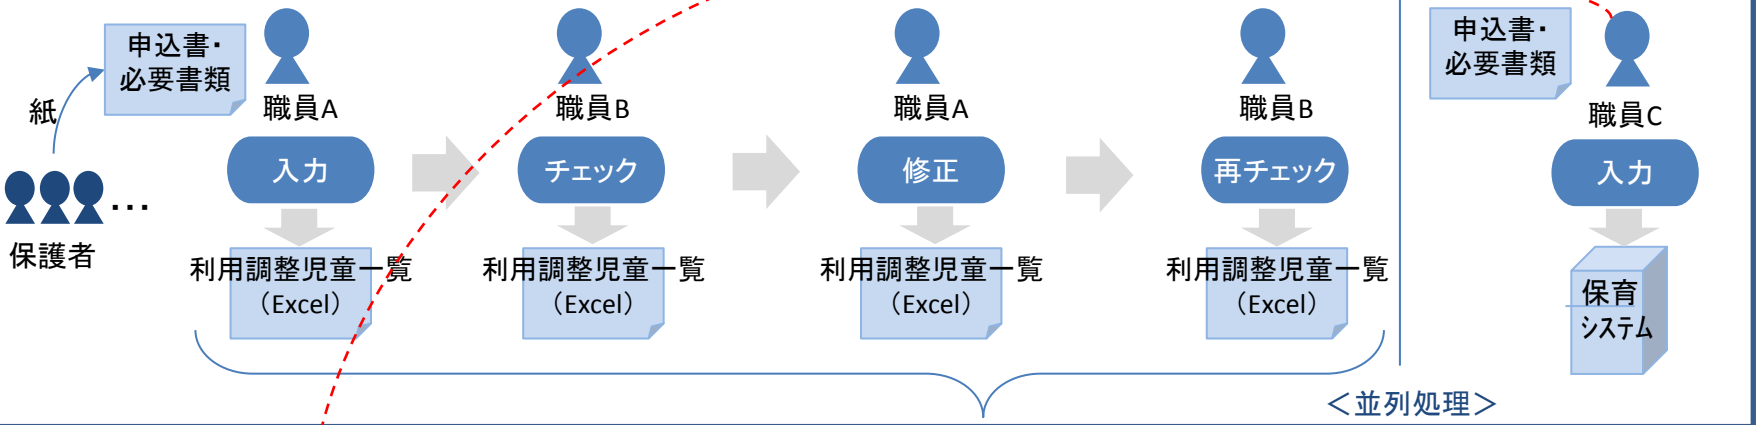 申込書・
必要書類
紙
保護者
…
職員A
入力
利用調整児童一覧
（Excel）
職員B
チェック
利用調整児童一覧
（Excel）
職員A
修正
利用調整児童一覧
（Excel）
職員B
再チェック
利用調整児童一覧
（Excel）
申込書・
必要書類
職員C
入力
保育
システム
＜並列処理＞